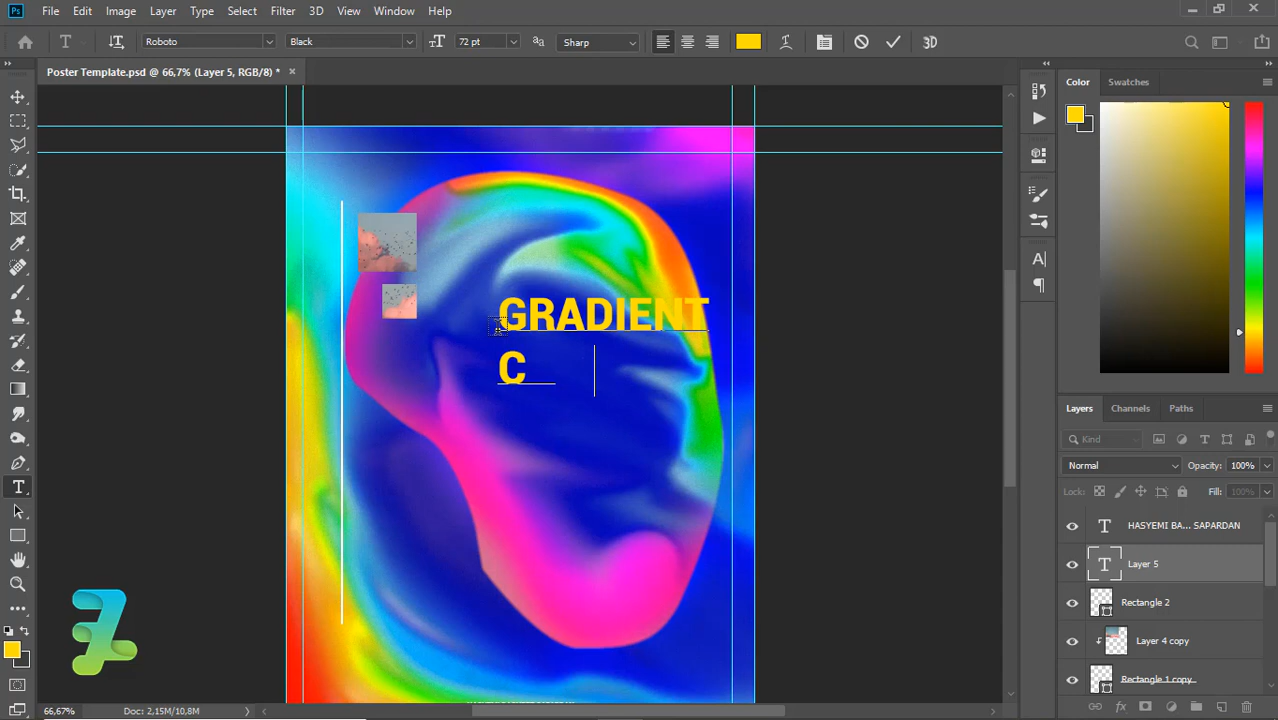 Ps File Edit Image Layer Type Select Filter 3D View Window Help
T Roboto Black 72 pt Sharp 3D
Poster Template.psd @ 66,7% (Layer 5, RGB/8) * ×
Color Swatches
GRADIENT
C
Layers Channels Paths
Kind
Normal Opacity: 100%
Lock: Fill: 100%
HASYEMI BA... SAPARDAN
Layer 5
Rectangle 2
Layer 4 copy
Rectangle 1 copy
66,67% Doc: 2,15M/10,8M